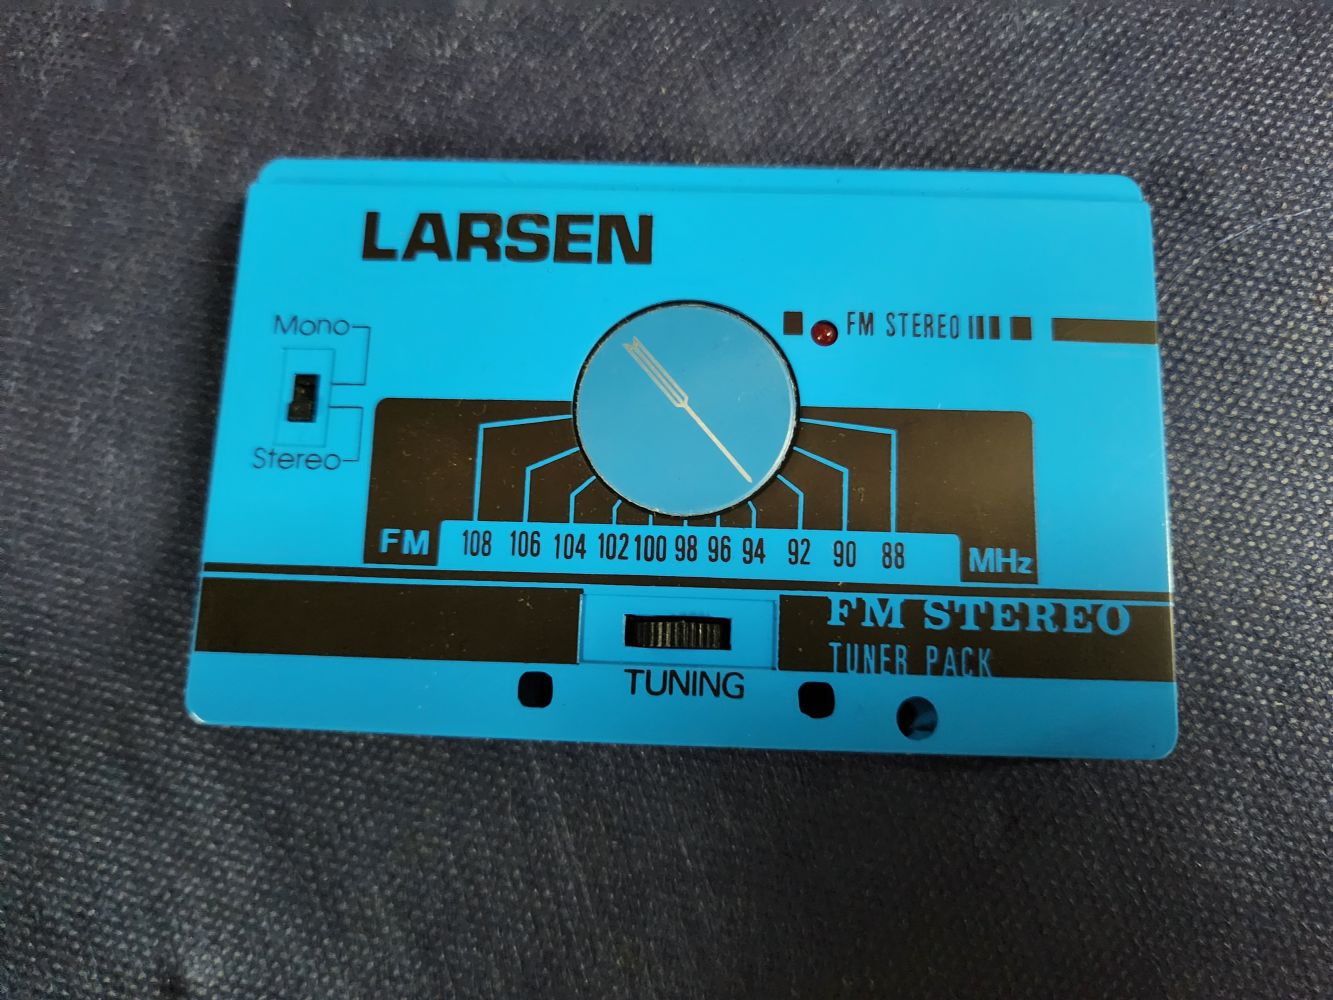 LARSEN
Mono
FM STEREO
Stereo
FM 108 106 104 102 100 98 96 94 92 90 88 MHz
FM STEREO
TUNER PACK
TUNING